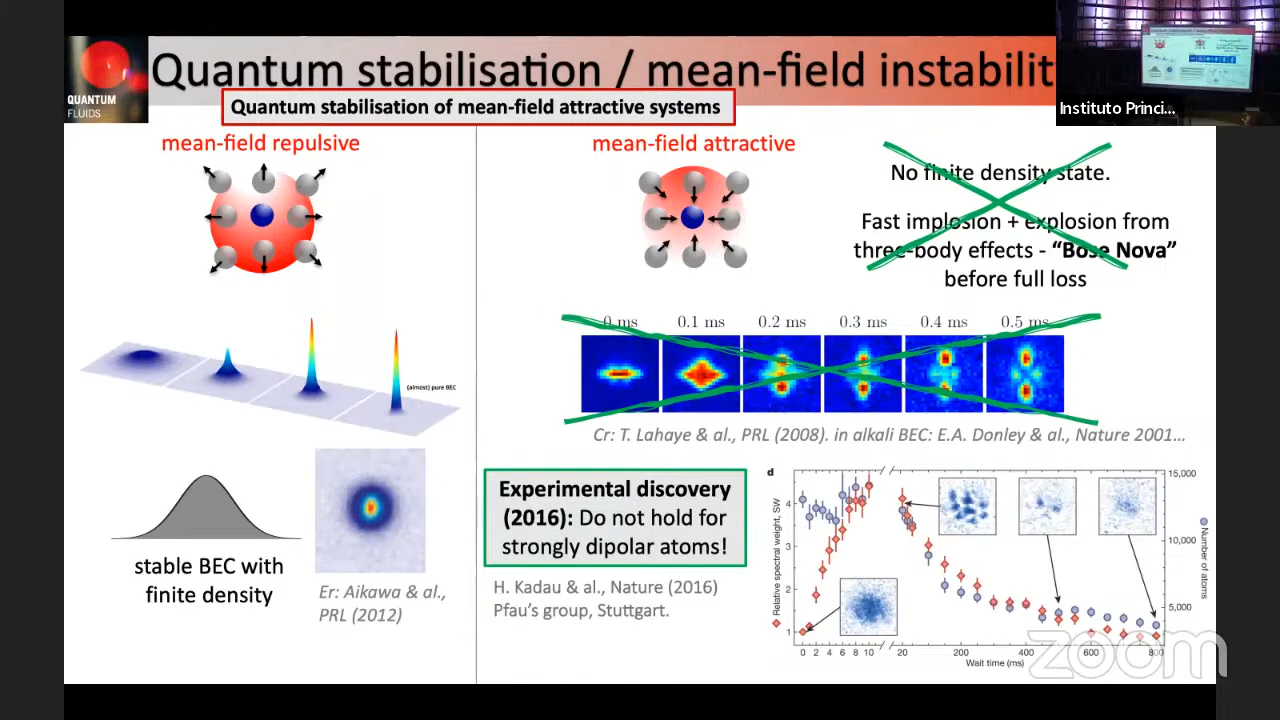 QUANTUM
FLUIDS
Quantum stabilisation / mean-field instabilit
Quantum stabilisation of mean-field attractive systems
Instituto Princi...
mean-field repulsive
(almost) pure BEC
stable BEC with
finite density
Er: Aikawa & al.,
PRL (2012)
mean-field attractive
No finite density state.
Fast implosion + explosion from
three-body effects - “Bose Nova”
before full loss
0 ms 0.1 ms 0.2 ms 0.3 ms 0.4 ms 0.5 ms
Cr: T. Lahaye & al., PRL (2008). in alkali BEC: E.A. Donley & al., Nature 2001...
Experimental discovery
(2016): Do not hold for
strongly dipolar atoms!
H. Kadau & al., Nature (2016)
Pfau's group, Stuttgart.
d
Relative spectral weight, SW
4
3
2
1
15,000
10,000
5,000
Number of atoms
0 2 4 6 8 10 20 200 400 600 800
Wait time (ms)
zoom